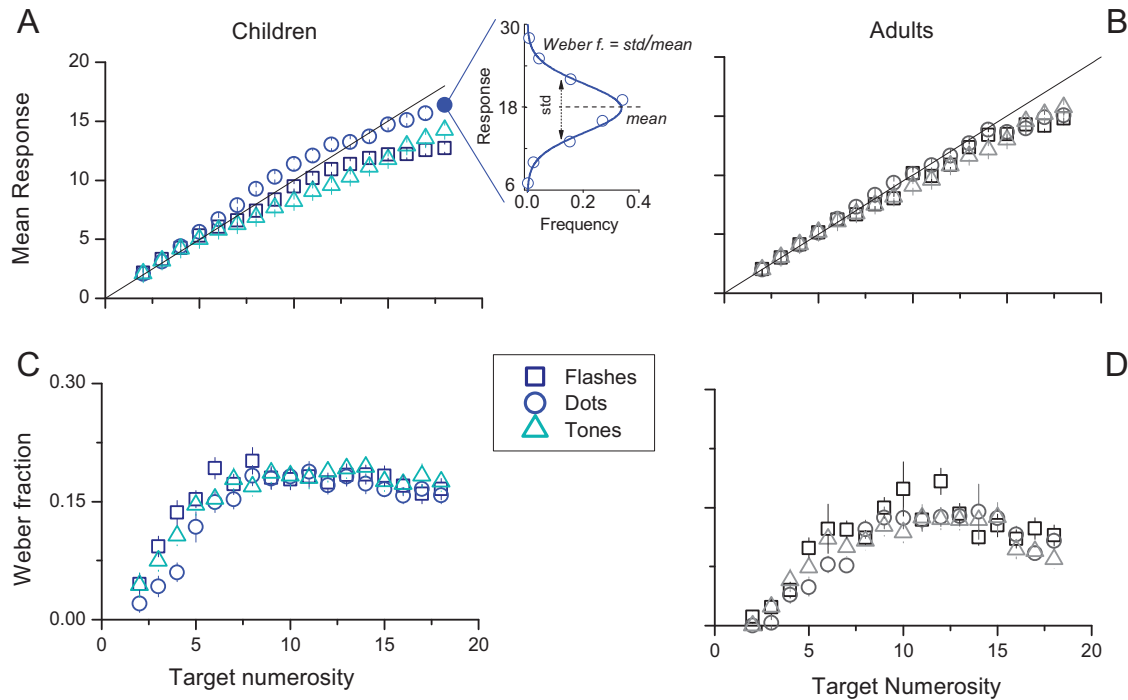 A
Children
B
Adults
Mean Response
20
15
10
5
0
30
18
6
Response
Weber f. = std/mean
std
mean
0.0
0.2
0.4
Frequency
C
D
Flashes
Dots
Tones
Weber fraction
0.30
0.15
0.00
0
5
10
15
20
Target numerosity
0
5
10
15
20
Target Numerosity